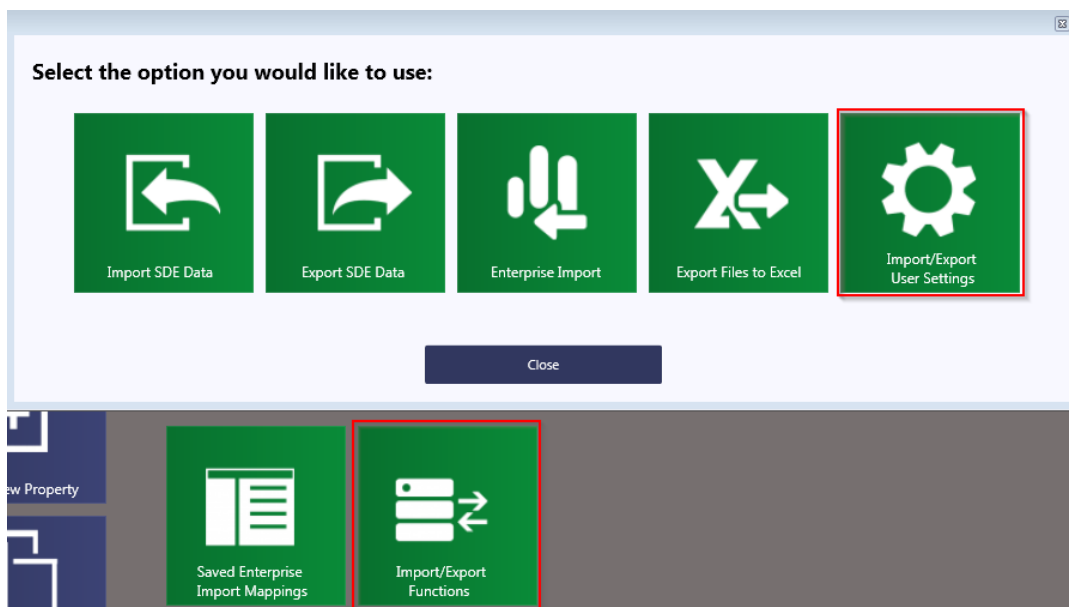 Select the option you would like to use:
Import SDE Data
Export SDE Data
Enterprise Import
Export Files to Excel
Import/Export
User Settings
Close
Property
Saved Enterprise
Import Mappings
Import/Export
Functions